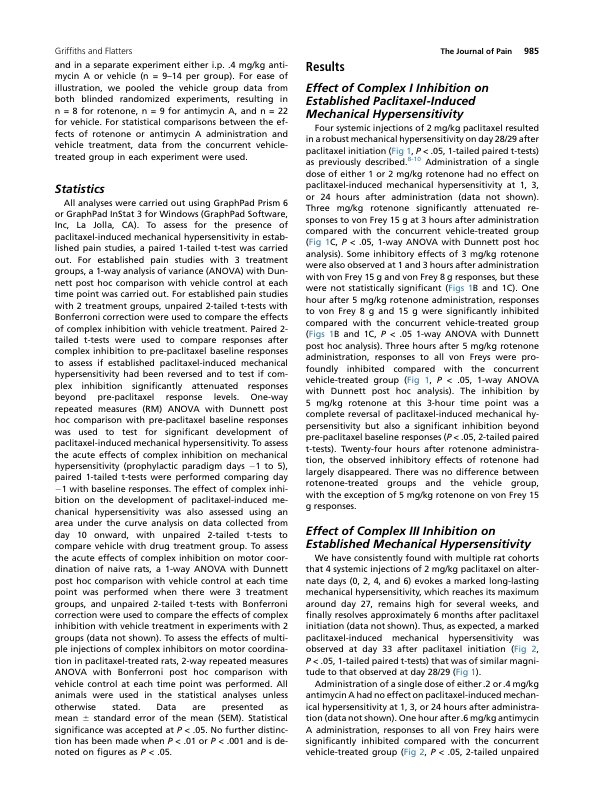 Griffiths and Flatters
The Journal of Pain 985
and in a separate experiment either i.p. .4 mg/kg anti-
mycin A or vehicle (n = 9–14 per group). For ease of
illustration, we pooled the vehicle group data from
both blinded randomized experiments, resulting in
n = 8 for rotenone, n = 9 for antimycin A, and n = 22
for vehicle. For statistical comparisons between the ef-
fects of rotenone or antimycin A administration and
vehicle treatment, data from the concurrent vehicle-
treated group in each experiment were used.
Statistics
All analyses were carried out using GraphPad Prism 6
or GraphPad InStat 3 for Windows (GraphPad Software,
Inc, La Jolla, CA). To assess for the presence of
paclitaxel-induced mechanical hypersensitivity in estab-
lished pain studies, a paired 1-tailed t-test was carried
out. For established pain studies with 3 treatment
groups, a 1-way analysis of variance (ANOVA) with Dun-
nett post hoc comparison with vehicle control at each
time point was carried out. For established pain studies
with 2 treatment groups, unpaired 2-tailed t-tests with
Bonferroni correction were used to compare the effects
of complex inhibition with vehicle treatment. Paired 2-
tailed t-tests were used to compare responses after
complex inhibition to pre-paclitaxel baseline responses
to assess if established paclitaxel-induced mechanical
hypersensitivity had been reversed and to test if com-
plex inhibition significantly attenuated responses
beyond pre-paclitaxel response levels. One-way
repeated measures (RM) ANOVA with Dunnett post
hoc comparison with pre-paclitaxel baseline responses
was used to test for significant development of
paclitaxel-induced mechanical hypersensitivity. To assess
the acute effects of complex inhibition on mechanical
hypersensitivity (prophylactic paradigm days −1 to 5),
paired 1-tailed t-tests were performed comparing day
−1 with baseline responses. The effect of complex inhi-
bition on the development of paclitaxel-induced me-
chanical hypersensitivity was also assessed using an
area under the curve analysis on data collected from
day 10 onward, with unpaired 2-tailed t-tests to
compare vehicle with drug treatment group. To assess
the acute effects of complex inhibition on motor coor-
dination of naive rats, a 1-way ANOVA with Dunnett
post hoc comparison with vehicle control at each time
point was performed when there were 3 treatment
groups, and unpaired 2-tailed t-tests with Bonferroni
correction were used to compare the effects of complex
inhibition with vehicle treatment in experiments with 2
groups (data not shown). To assess the effects of multi-
ple injections of complex inhibitors on motor coordina-
tion in paclitaxel-treated rats, 2-way repeated measures
ANOVA with Bonferroni post hoc comparison with
vehicle control at each time point was performed. All
animals were used in the statistical analyses unless
otherwise stated. Data are presented as
mean ± standard error of the mean (SEM). Statistical
significance was accepted at P < .05. No further distinc-
tion has been made when P < .01 or P < .001 and is de-
noted on figures as P < .05.
Results
Effect of Complex I Inhibition on
Established Paclitaxel-Induced
Mechanical Hypersensitivity
Four systemic injections of 2 mg/kg paclitaxel resulted
in a robust mechanical hypersensitivity on day 28/29 after
paclitaxel initiation (Fig 1, P < .05, 1-tailed paired t-tests)
as previously described.8-10 Administration of a single
dose of either 1 or 2 mg/kg rotenone had no effect on
paclitaxel-induced mechanical hypersensitivity at 1, 3,
or 24 hours after administration (data not shown).
Three mg/kg rotenone significantly attenuated re-
sponses to von Frey 15 g at 3 hours after administration
compared with the concurrent vehicle-treated group
(Fig 1C, P < .05, 1-way ANOVA with Dunnett post hoc
analysis). Some inhibitory effects of 3 mg/kg rotenone
were also observed at 1 and 3 hours after administration
with von Frey 15 g and von Frey 8 g responses, but these
were not statistically significant (Figs 1B and 1C). One
hour after 5 mg/kg rotenone administration, responses
to von Frey 8 g and 15 g were significantly inhibited
compared with the concurrent vehicle-treated group
(Figs 1B and 1C, P < .05 1-way ANOVA with Dunnett
post hoc analysis). Three hours after 5 mg/kg rotenone
administration, responses to all von Freys were pro-
foundly inhibited compared with the concurrent
vehicle-treated group (Fig 1, P < .05, 1-way ANOVA
with Dunnett post hoc analysis). The inhibition by
5 mg/kg rotenone at this 3-hour time point was a
complete reversal of paclitaxel-induced mechanical hy-
persensitivity but also a significant inhibition beyond
pre-paclitaxel baseline responses (P < .05, 2-tailed paired
t-tests). Twenty-four hours after rotenone administra-
tion, the observed inhibitory effects of rotenone had
largely disappeared. There was no difference between
rotenone-treated groups and the vehicle group,
with the exception of 5 mg/kg rotenone on von Frey 15
g responses.
Effect of Complex III Inhibition on
Established Mechanical Hypersensitivity
We have consistently found with multiple rat cohorts
that 4 systemic injections of 2 mg/kg paclitaxel on alter-
nate days (0, 2, 4, and 6) evokes a marked long-lasting
mechanical hypersensitivity, which reaches its maximum
around day 27, remains high for several weeks, and
finally resolves approximately 6 months after paclitaxel
initiation (data not shown). Thus, as expected, a marked
paclitaxel-induced mechanical hypersensitivity was
observed at day 33 after paclitaxel initiation (Fig 2,
P < .05, 1-tailed paired t-tests) that was of similar magni-
tude to that observed at day 28/29 (Fig 1).
Administration of a single dose of either .2 or .4 mg/kg
antimycin A had no effect on paclitaxel-induced mechan-
ical hypersensitivity at 1, 3, or 24 hours after administra-
tion (data not shown). One hour after .6 mg/kg antimycin
A administration, responses to all von Frey hairs were
significantly inhibited compared with the concurrent
vehicle-treated group (Fig 2, P < .05, 2-tailed unpaired